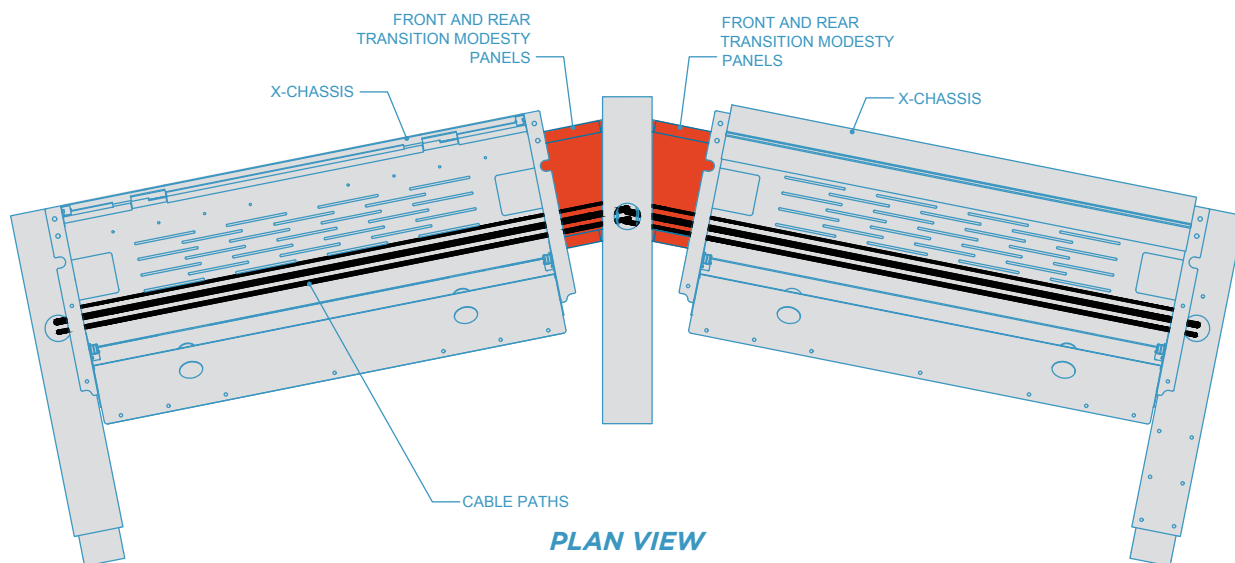 FRONT AND REAR
TRANSITION MODESTY
PANELS
FRONT AND REAR
TRANSITION MODESTY
PANELS
X-CHASSIS
X-CHASSIS
CABLE PATHS
PLAN VIEW